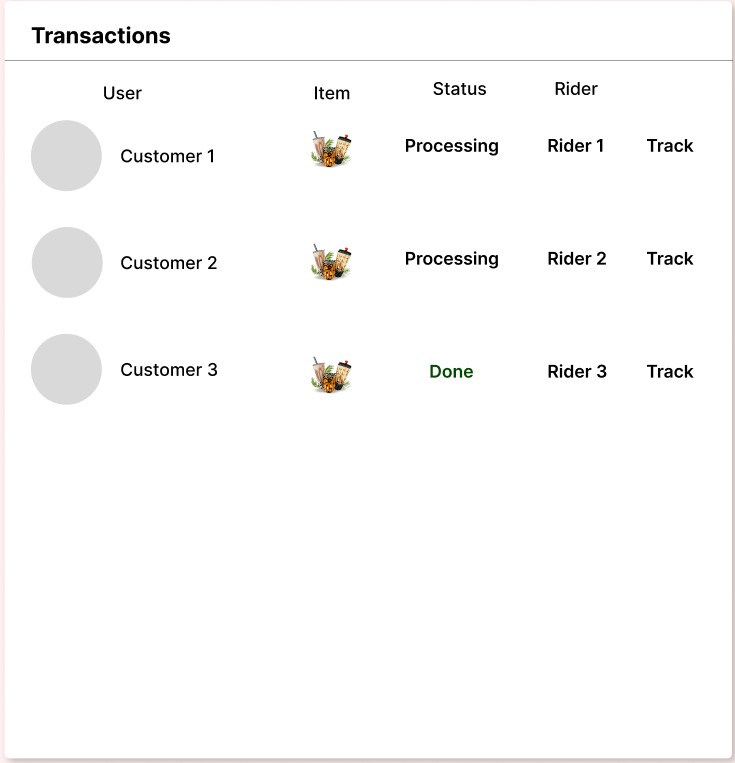 Transactions
User Item Status Rider
Customer 1 Processing Rider 1 Track
Customer 2 Processing Rider 2 Track
Customer 3 Done Rider 3 Track